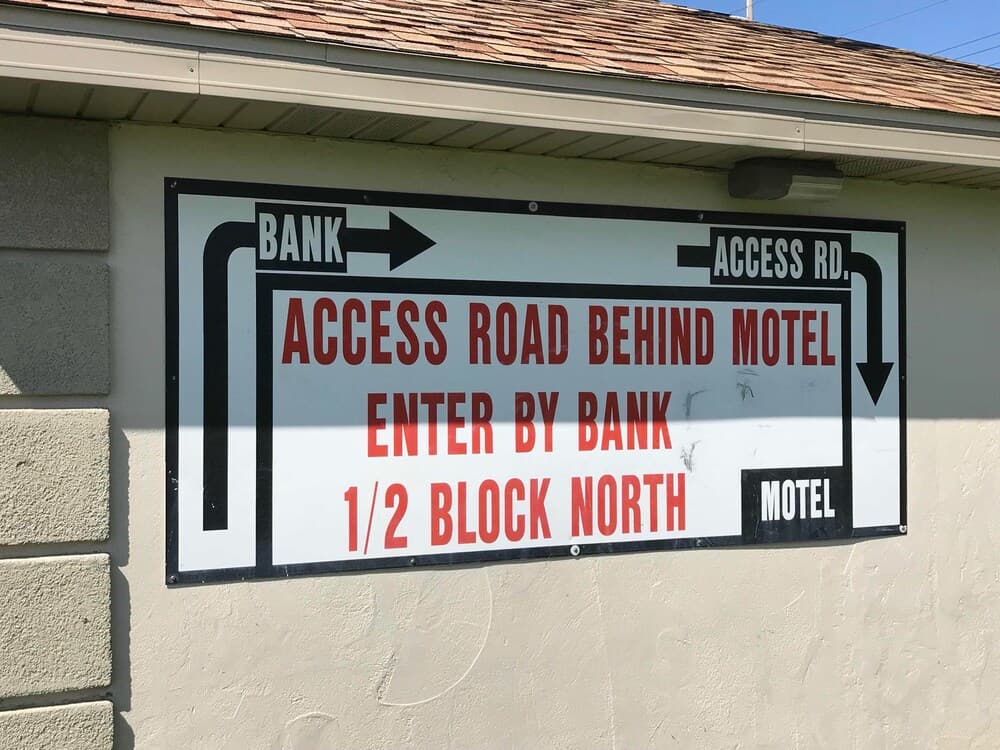 BANK
ACCESS RD.
ACCESS ROAD BEHIND MOTEL
ENTER BY BANK
1/2 BLOCK NORTH
MOTEL